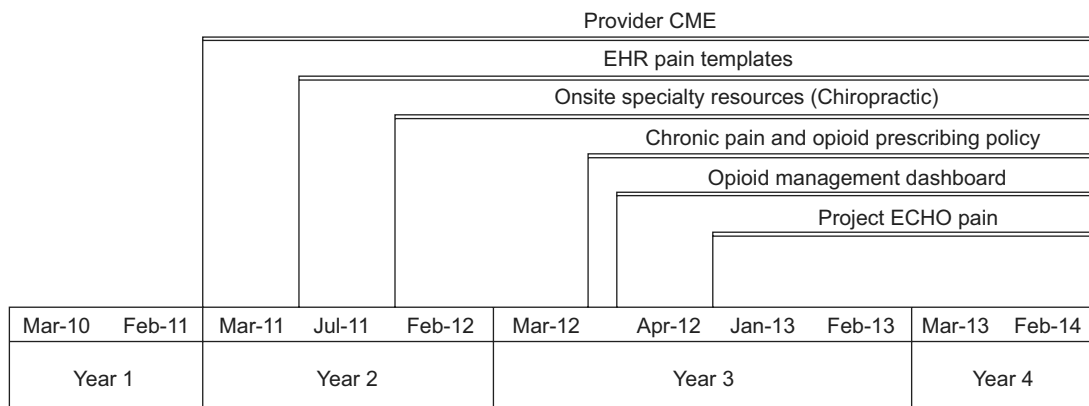 Provider CME
EHR pain templates
Onsite specialty resources (Chiropractic)
Chronic pain and opioid prescribing policy
Opioid management dashboard
Project ECHO pain
Mar-10 Feb-11 Mar-11 Jul-11 Feb-12 Mar-12 Apr-12 Jan-13 Feb-13 Mar-13 Feb-14
Year 1 Year 2 Year 3 Year 4